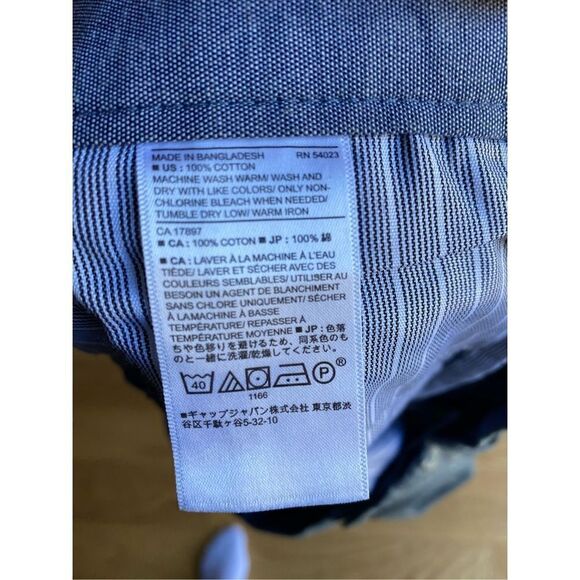 MADE IN BANGLADESH RN 54023
■ US : 100% COTTON
MACHINE WASH WARM WASH AND
DRY WITH LIKE COLORS/ ONLY NON-
CHLORINE BLEACH WHEN NEEDED/
TUMBLE DRY LOW/ WARM IRON
CA 17897
■ CA : 100% COTON ■ JP : 100% 綿
■ CA : LAVER À LA MACHINE À L'EAU
TIÈDE/ LAVER ET SÉCHER AVEC DES
COULEURS SEMBLABLES/ UTILISER AU
BESOIN UN AGENT DE BLANCHIMENT
SANS CHLORE UNIQUEMENT/ SÉCHER
À LA MACHINE À BASSE
TEMPÉRATURE/ REPASSER À
TEMPÉRATURE MOYENNE ■ JP : 色落
ちや色移りを避けるため、同系色のも
のと一緒に洗濯/乾燥してください。
40 P ®
1166
■ギャップジャパン株式会社 東京都渋
谷区千駄ヶ谷5-32-10